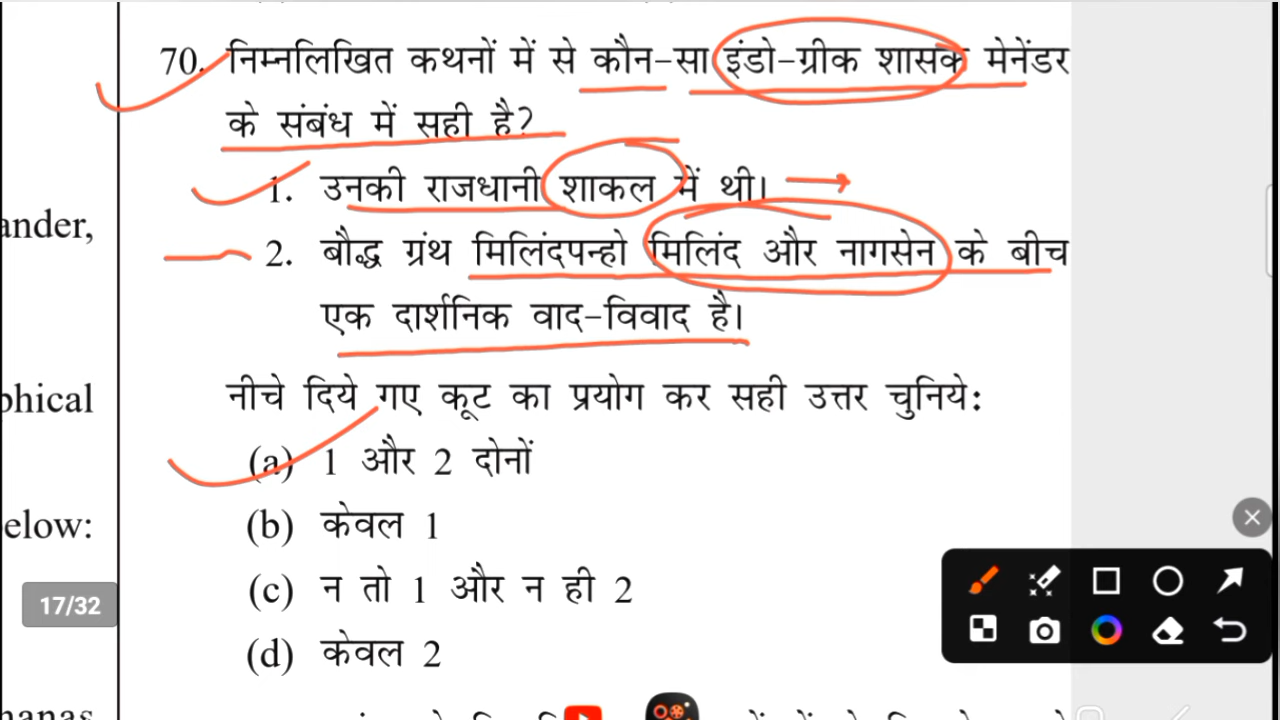 70. निम्नलिखित कथनों में से कौन-सा इंडो-ग्रीक शासक मेनेंडर
के संबंध में सही है?
1. उनकी राजधानी शाकल में थी।
ander,
2. बौद्ध ग्रंथ मिलिंदपन्हो मिलिंद और नागसेन के बीच
एक दार्शनिक वाद-विवाद है।
phical
नीचे दिये गए कूट का प्रयोग कर सही उत्तर चुनिये:
(a) 1 और 2 दोनों
elow:
(b) केवल 1
17/32
(c) न तो 1 और न ही 2
(d) केवल 2